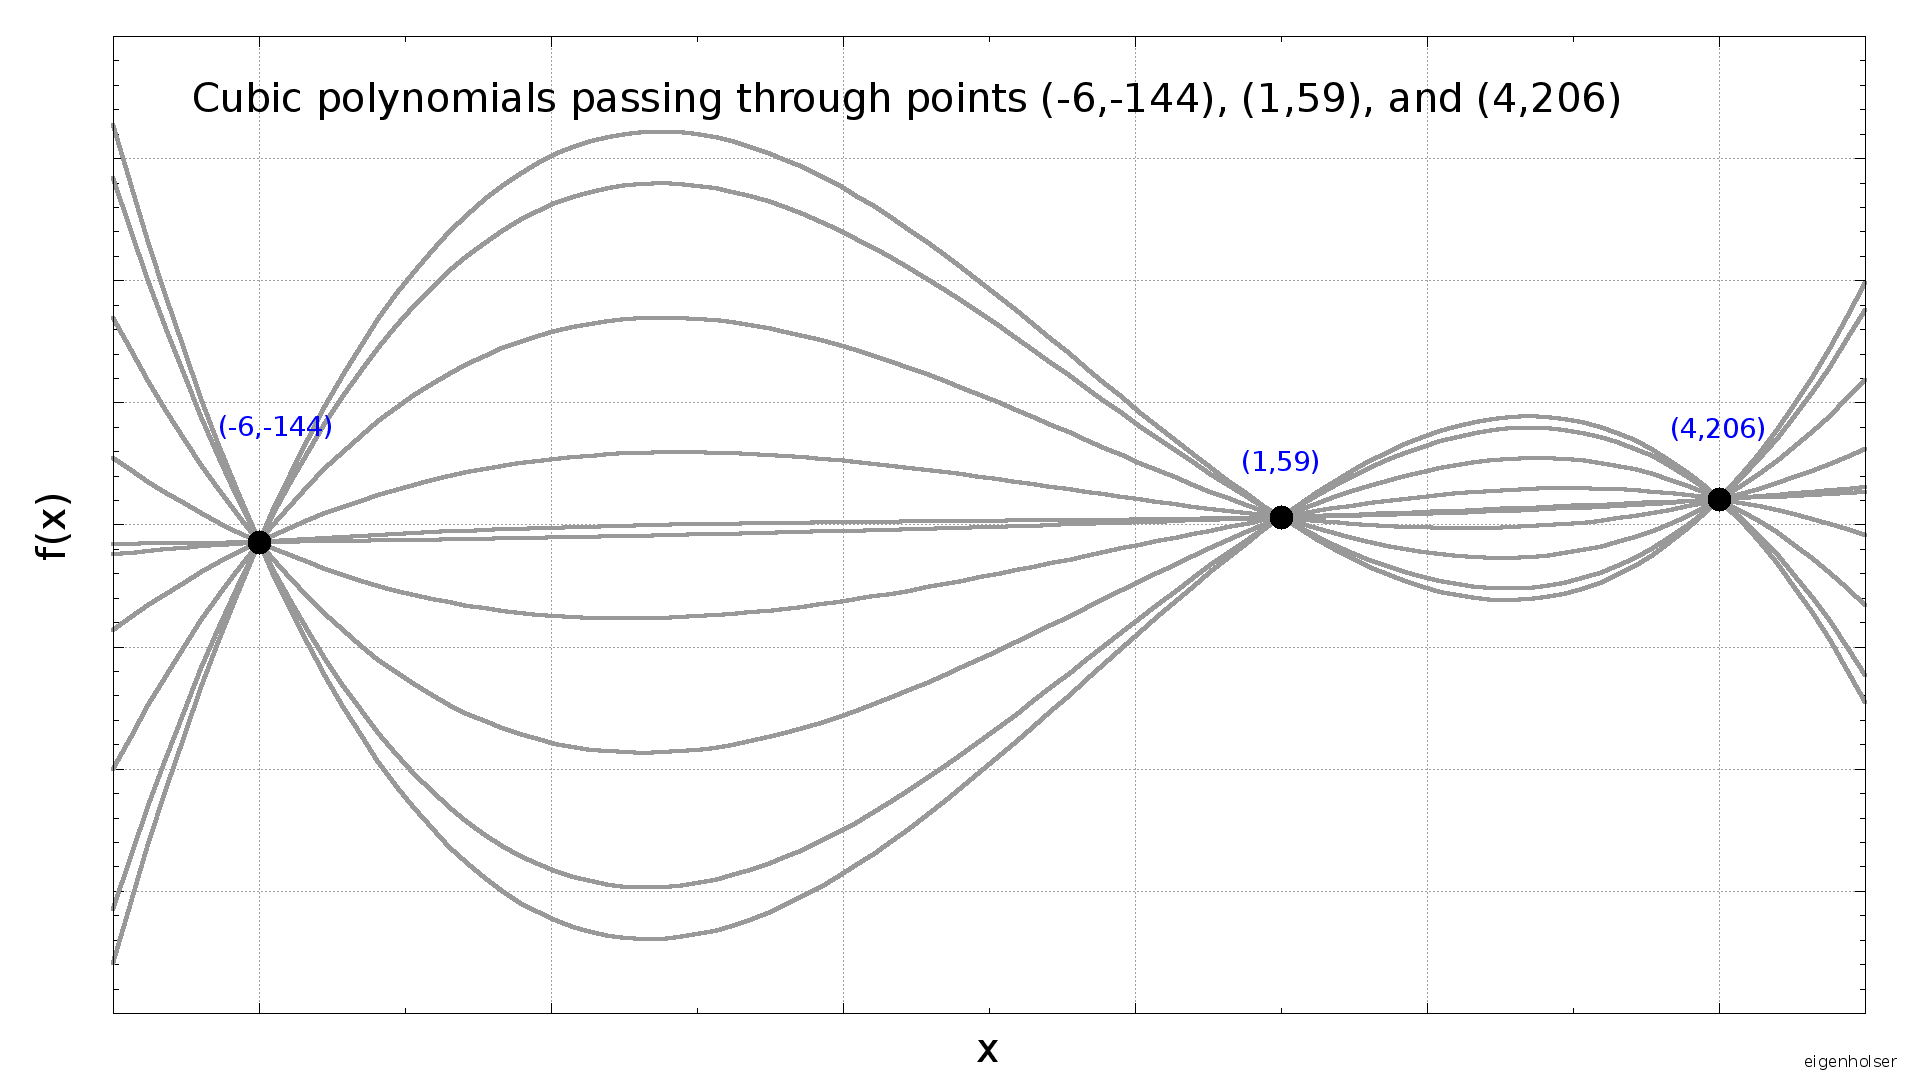 Cubic polynomials passing through points (-6,-144), (1,59), and (4,206)
(-6,-144)
(4,206)
(1,59)
f(x)
x
eigenholser